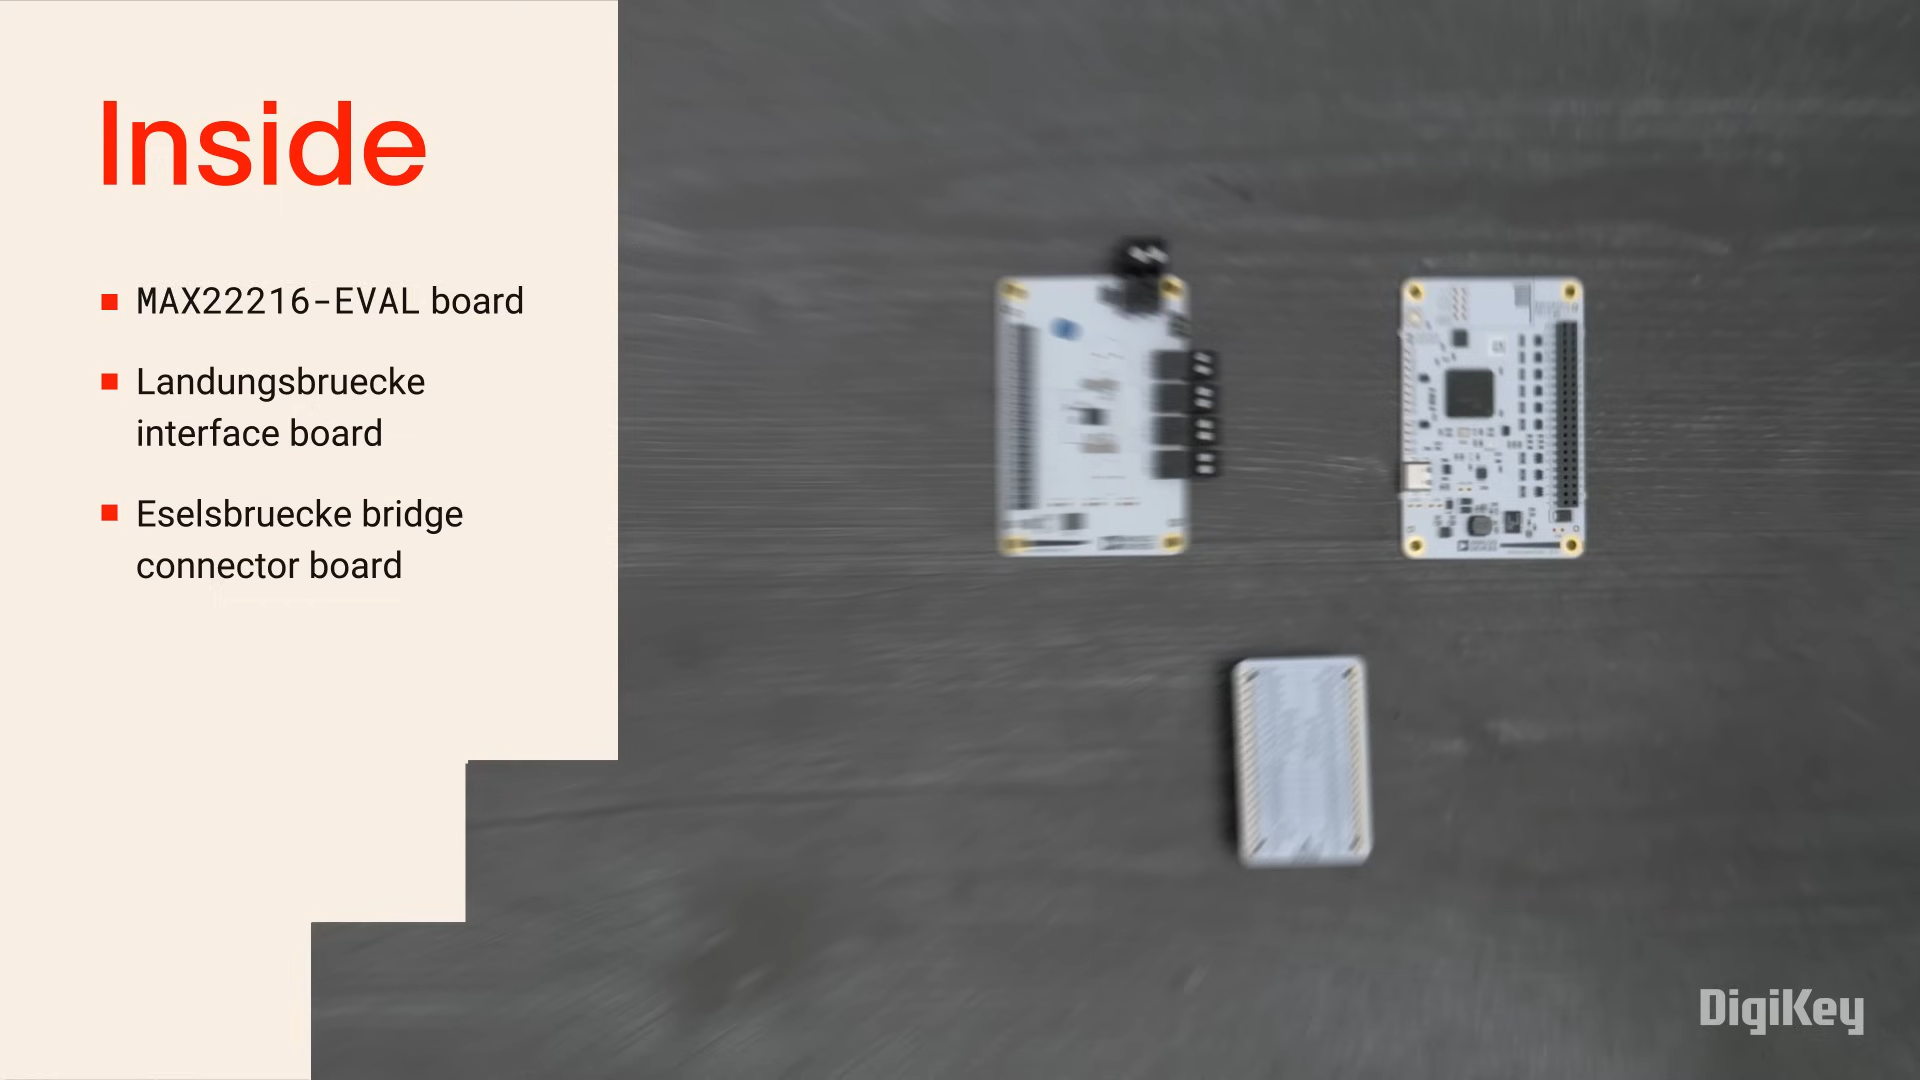 Inside
MAX22216-EVAL board
Landungsbruecke
interface board
Eselsbruecke bridge
connector board
DigiKey